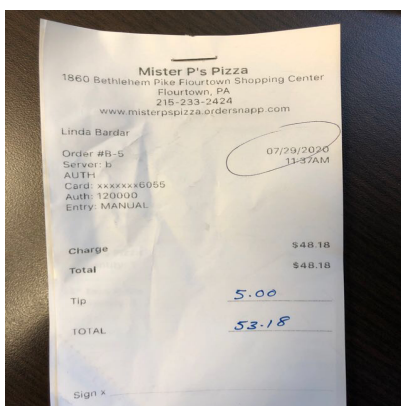 Mister P's Pizza
1860 Bethlehem Pike Flourtown Shopping Center
Flourtown, PA
215-233-2424
www.misterpspizza.ordersnapp.com
Linda Bardar
Order #B-5 07/29/2020
Server: b 11:37AM
AUTH
Card: xxxxxxx6055
Auth: 120000
Entry: MANUAL
Charge $48.18
Total $48.18
Tip 5.00
TOTAL 53.18
Sign x